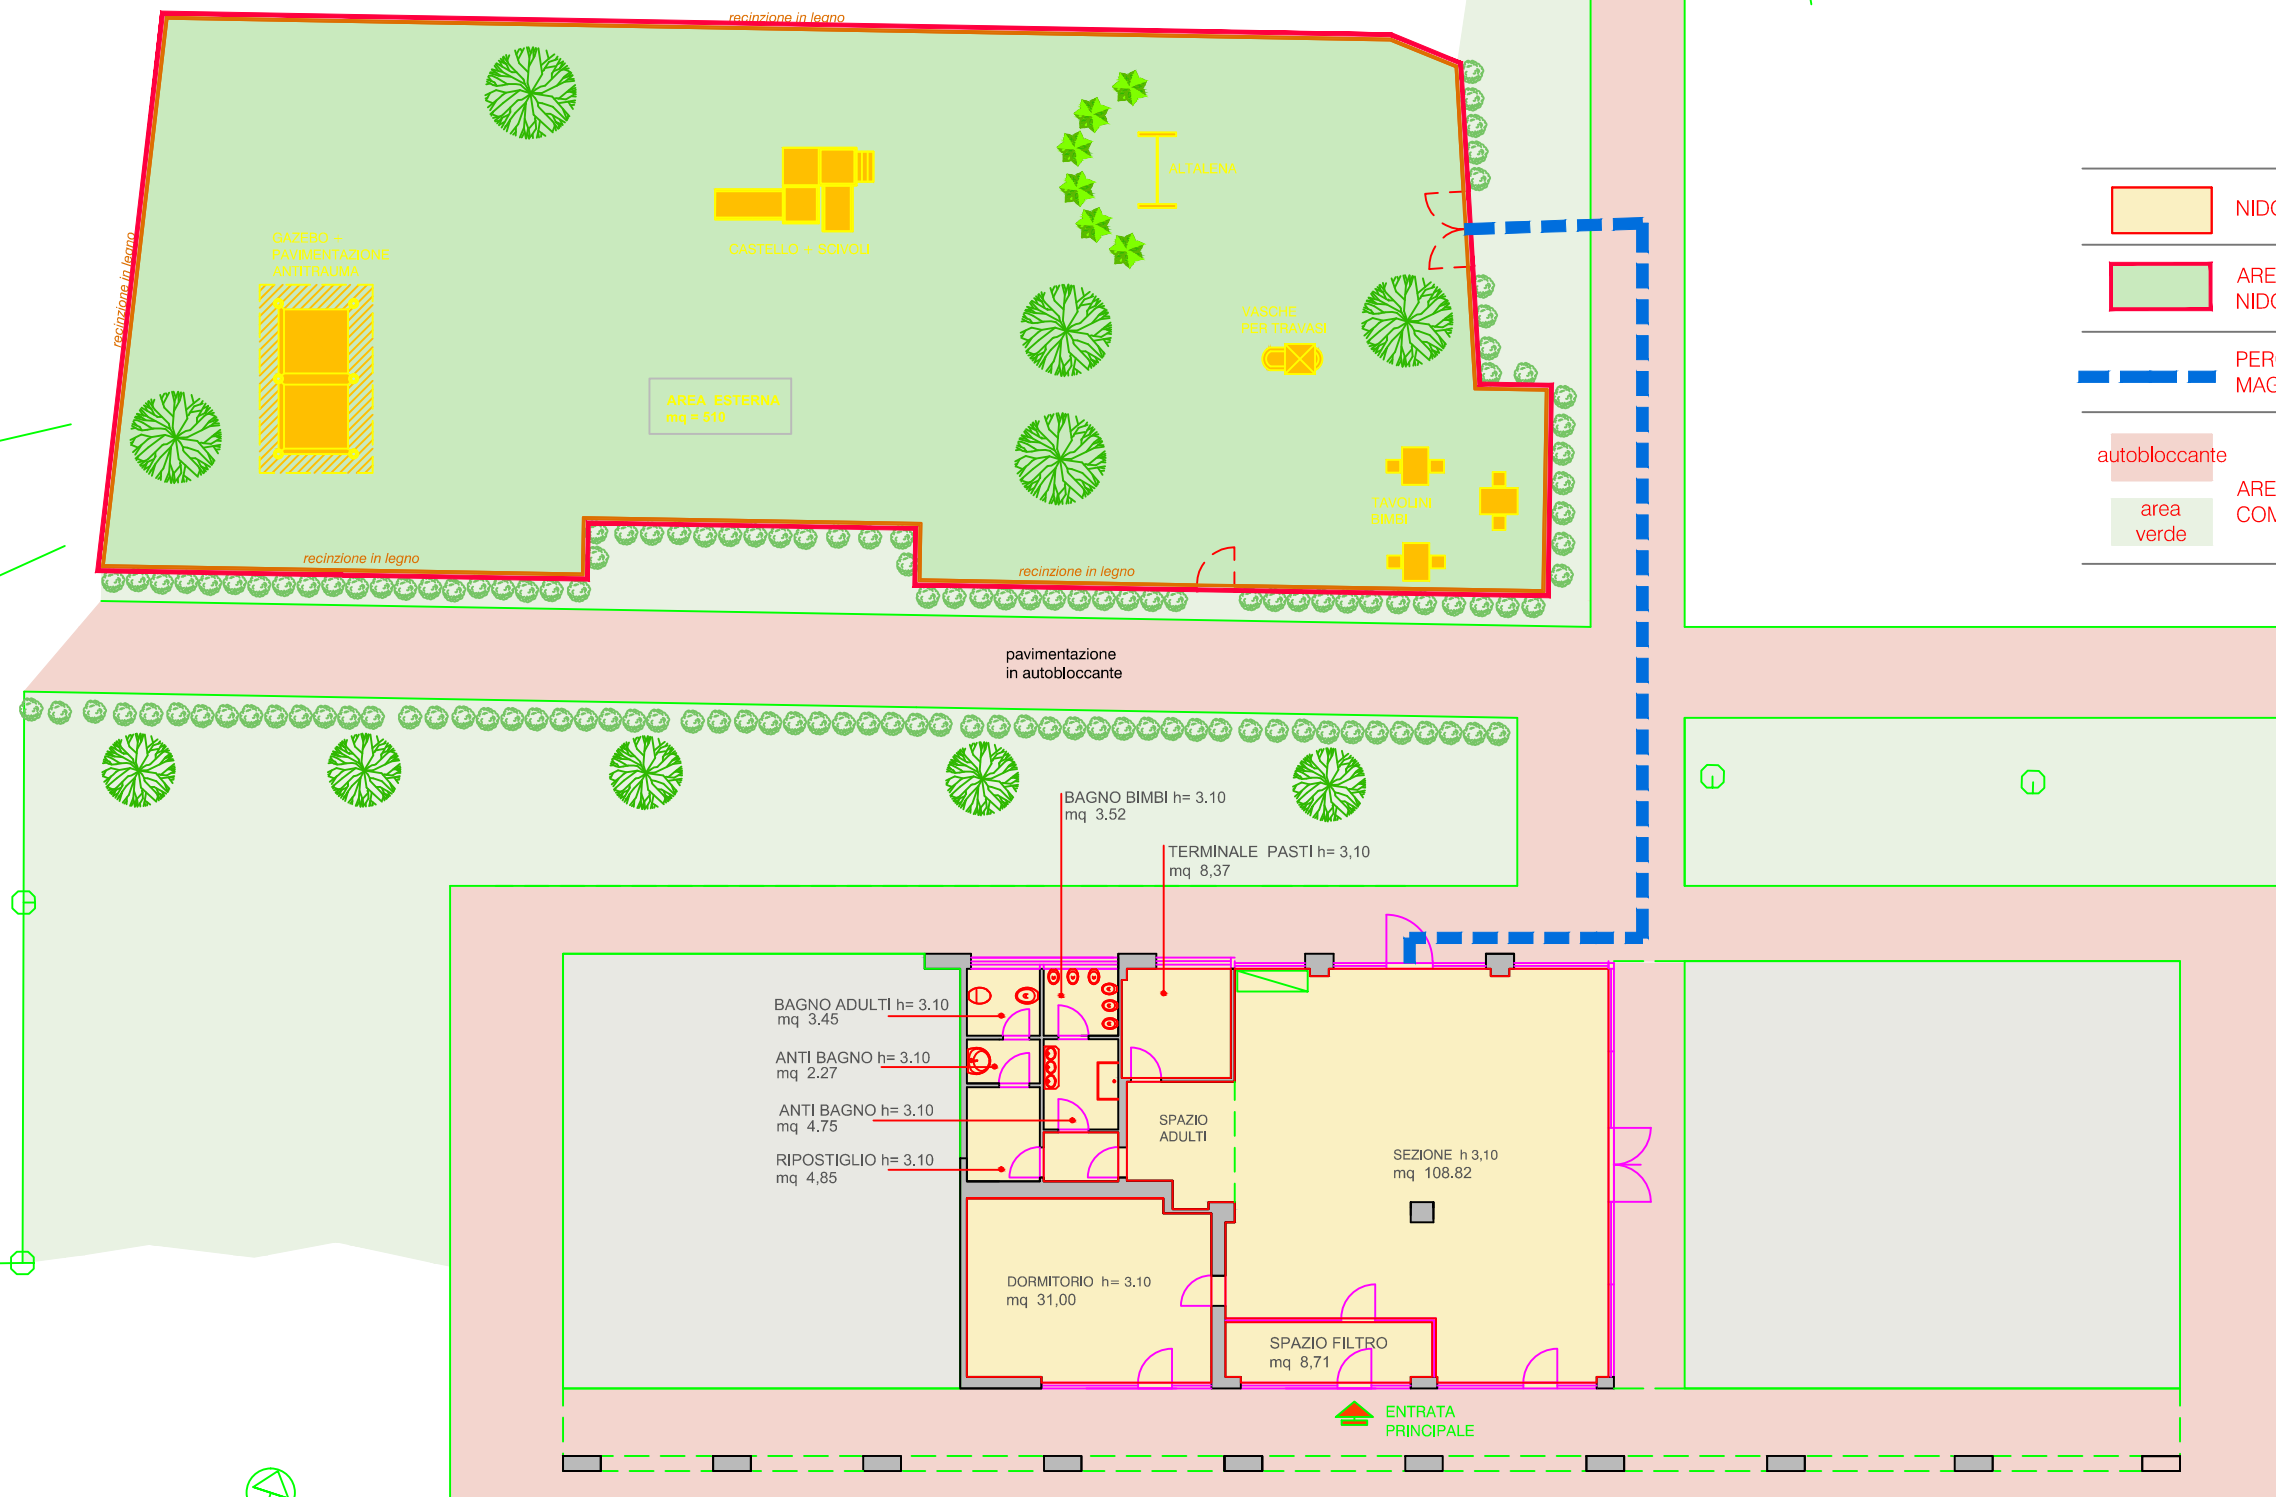 recinzione in legno
ALTALENA
GAZEBO +
PAVIMENTAZIONE
ANTITRAUMA
recinzione in legno
CASTELLO + SCIVOLI
VASCHE
PER TRAVASI
AREA ESTERNA
mq = 510
TAVOLINI
BIMBI
recinzione in legno
recinzione in legno
NIDO
ARE
NIDO
PER
MAG
autobloccante
area
verde
ARE
COM
pavimentazione
in autobloccante
BAGNO BIMBI h= 3.10
mq 3.52
TERMINALE PASTI h= 3,10
mq 8,37
BAGNO ADULTI h= 3.10
mq 3.45
ANTI BAGNO h= 3.10
mq 2.27
ANTI BAGNO h= 3.10
mq 4.75
RIPOSTIGLIO h= 3.10
mq 4,85
SPAZIO
ADULTI
SEZIONE h 3,10
mq 108.82
DORMITORIO h= 3.10
mq 31,00
SPAZIO FILTRO
mq 8,71
ENTRATA
PRINCIPALE